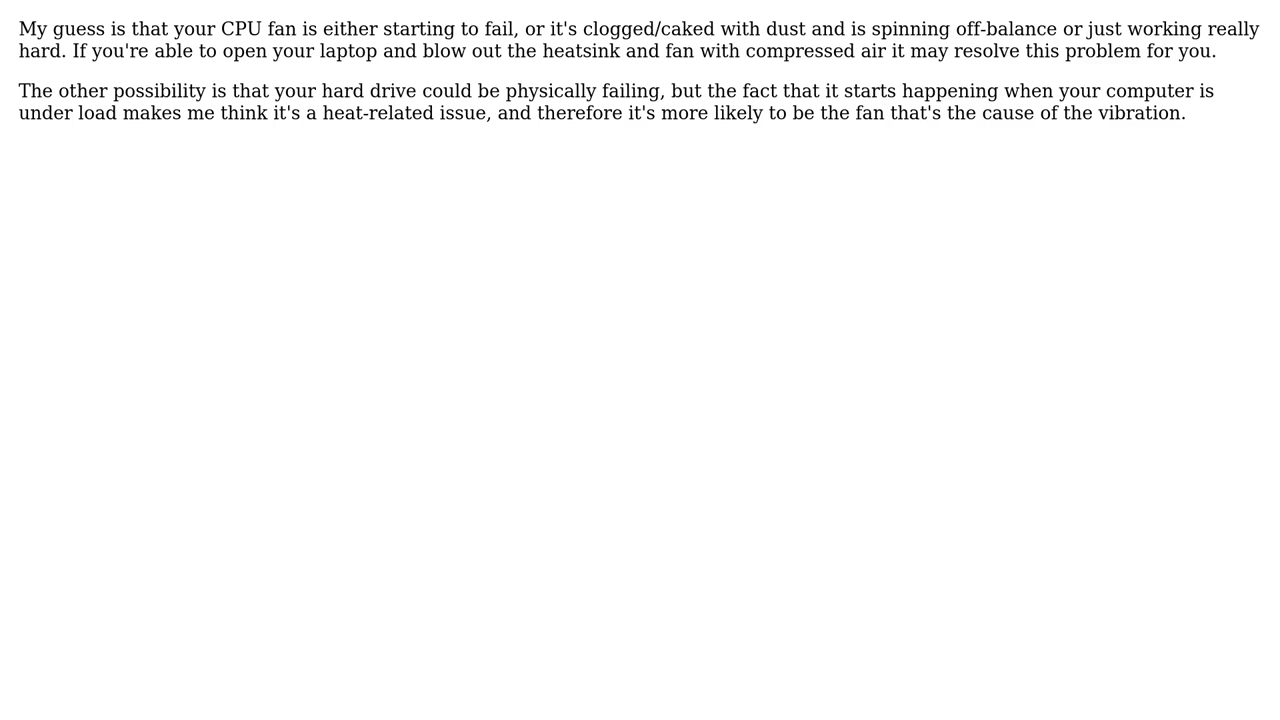 My guess is that your CPU fan is either starting to fail, or it's clogged/caked with dust and is spinning off-balance or just working really
hard. If you're able to open your laptop and blow out the heatsink and fan with compressed air it may resolve this problem for you.
The other possibility is that your hard drive could be physically failing, but the fact that it starts happening when your computer is
under load makes me think it's a heat-related issue, and therefore it's more likely to be the fan that's the cause of the vibration.